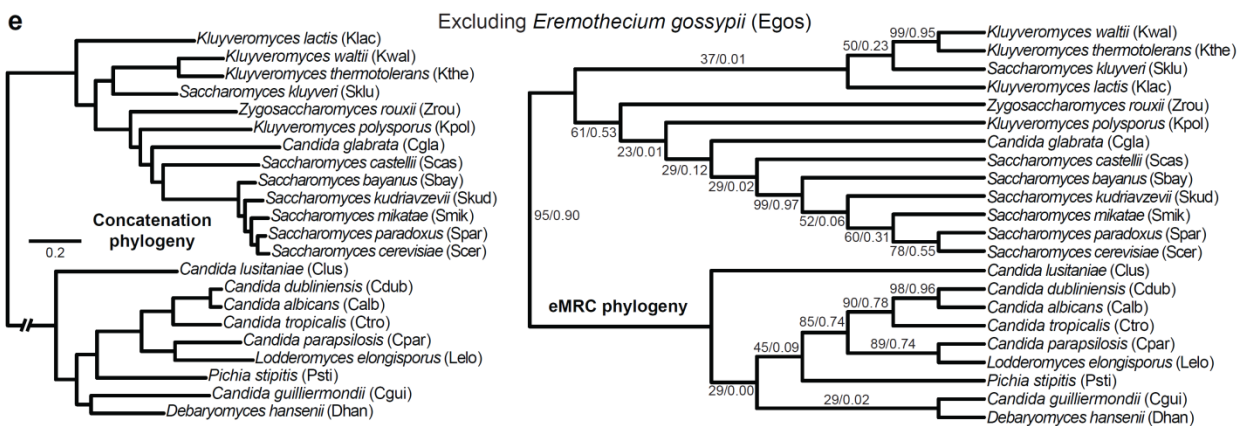 e
Excluding Eremothecium gossypii (Egos)
Kluyveromyces lactis (Klac)
Kluyveromyces waltii (Kwal)
Kluyveromyces thermotolerans (Kthe)
Saccharomyces kluyveri (Sklu)
Zygosaccharomyces rouxii (Zrou)
Kluyveromyces polysporus (Kpol)
Candida glabrata (Cgla)
Saccharomyces castellii (Scas)
Saccharomyces bayanus (Sbay)
Saccharomyces kudriavzevii (Skud)
Saccharomyces mikatae (Smik)
Saccharomyces paradoxus (Spar)
Saccharomyces cerevisiae (Scer)
Concatenation
phylogeny
0.2
Candida lusitaniae (Clus)
Candida dubliniensis (Cdub)
Candida albicans (Calb)
Candida tropicalis (Ctro)
Candida parapsilosis (Cpar)
Lodderomyces elongisporus (Lelo)
Pichia stipitis (Psti)
Candida guilliermondii (Cgui)
Debaryomyces hansenii (Dhan)
99/0.95
Kluyveromyces waltii (Kwal)
50/0.23
Kluyveromyces thermotolerans (Kthe)
37/0.01
Saccharomyces kluyveri (Sklu)
Kluyveromyces lactis (Klac)
Zygosaccharomyces rouxii (Zrou)
61/0.53
Kluyveromyces polysporus (Kpol)
23/0.01
Candida glabrata (Cgla)
29/0.12
Saccharomyces castellii (Scas)
29/0.02
Saccharomyces bayanus (Sbay)
99/0.97
Saccharomyces kudriavzevii (Skud)
52/0.06
Saccharomyces mikatae (Smik)
60/0.31
Saccharomyces paradoxus (Spar)
78/0.55
Saccharomyces cerevisiae (Scer)
95/0.90
eMRC phylogeny
Candida lusitaniae (Clus)
98/0.96
Candida dubliniensis (Cdub)
90/0.78
Candida albicans (Calb)
85/0.74
Candida tropicalis (Ctro)
89/0.74
Candida parapsilosis (Cpar)
45/0.09
Lodderomyces elongisporus (Lelo)
Pichia stipitis (Psti)
29/0.00
29/0.02
Candida guilliermondii (Cgui)
Debaryomyces hansenii (Dhan)